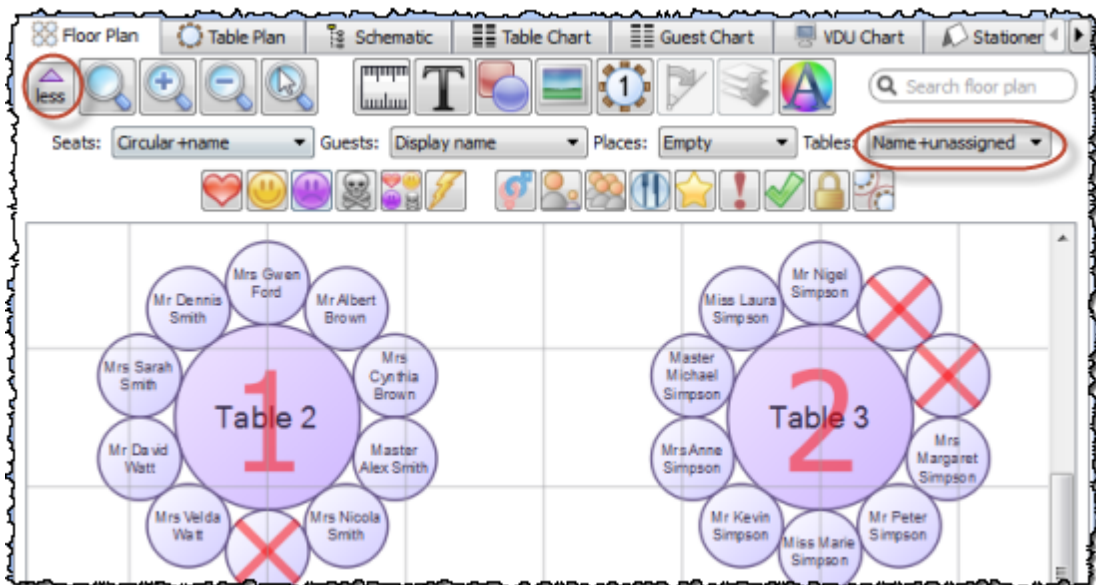 Floor Plan Table Plan Schematic Table Chart Guest Chart VDU Chart Stationer
less T 1 A Search floor plan
Seats: Circular+name Guests: Display name Places: Empty Tables: Name+unassigned
Mrs Gwen
Ford
Mr Dennis
Smith
Mr Albert
Brown
Mrs Sarah
Smith
Mrs
Cynthia
Brown
Table 2
1
Mr David
Watt
Master
Alex Smith
Mrs Velda
Watt
Mrs Nicola
Smith
Mr Nigel
Simpson
Miss Laura
Simpson
Master
Michael
Simpson
Table 3
2
Mrs Anne
Simpson
Mrs
Margaret
Simpson
Mr Kevin
Simpson
Mr Peter
Simpson
Miss Marie
Simpson